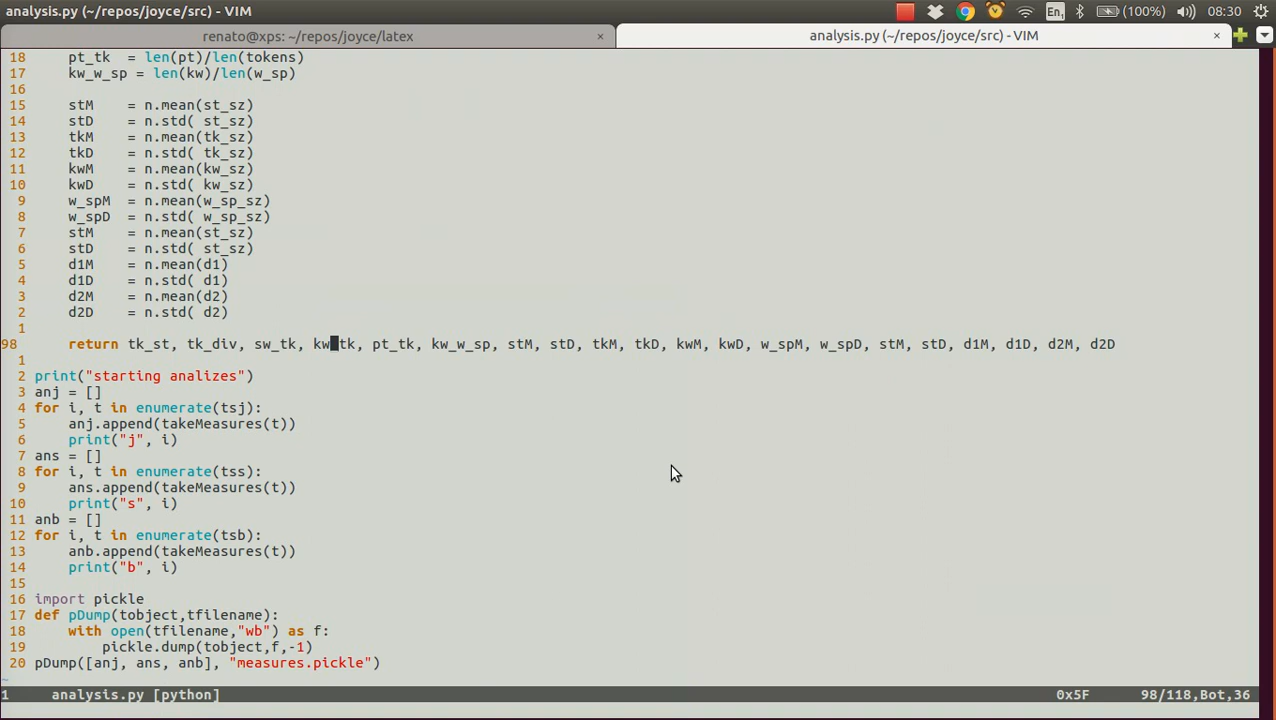 analysis.py (~/repos/joyce/src) - VIM En₁ (100%) 08:30
renato@xps: ~/repos/joyce/latex × analysis.py (~/repos/joyce/src) - VIM ×
18     pt_tk  = len(pt)/len(tokens)
17     kw_w_sp = len(kw)/len(w_sp)
16
15     stM    = n.mean(st_sz)
14     stD    = n.std( st_sz)
13     tkM    = n.mean(tk_sz)
12     tkD    = n.std( tk_sz)
11     kwM    = n.mean(kw_sz)
10     kwD    = n.std( kw_sz)
9     w_spM  = n.mean(w_sp_sz)
8     w_spD  = n.std( w_sp_sz)
7     stM    = n.mean(st_sz)
6     stD    = n.std( st_sz)
5     d1M    = n.mean(d1)
4     d1D    = n.std( d1)
3     d2M    = n.mean(d2)
2     d2D    = n.std( d2)
1
98     return tk_st, tk_div, sw_tk, kw_tk, pt_tk, kw_w_sp, stM, stD, tkM, tkD, kwM, kwD, w_spM, w_spD, stM, stD, d1M, d1D, d2M, d2D
1
2 print("starting analizes")
3 anj = []
4 for i, t in enumerate(tsj):
5     anj.append(takeMeasures(t))
6     print("j", i)
7 ans = []
8 for i, t in enumerate(tss):
9     ans.append(takeMeasures(t))
10     print("s", i)
11 anb = []
12 for i, t in enumerate(tsb):
13     anb.append(takeMeasures(t))
14     print("b", i)
15
16 import pickle
17 def pDump(tobject,tfilename):
18     with open(tfilename,"wb") as f:
19         pickle.dump(tobject,f,-1)
20 pDump([anj, ans, anb], "measures.pickle")
~
1     analysis.py [python] 0x5F 98/118,Bot,36